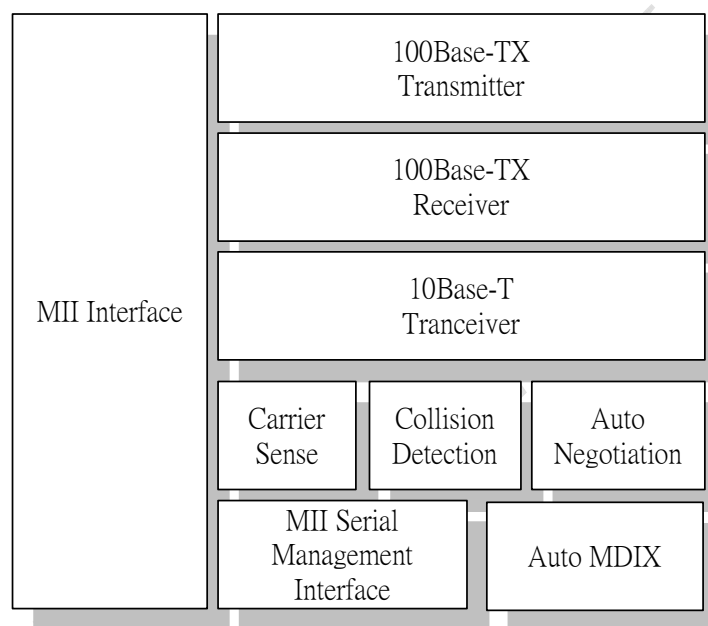 MII Interface
100Base-TX
Transmitter
100Base-TX
Receiver
10Base-T
Tranceiver
Carrier
Sense
Collision
Detection
Auto
Negotiation
MII Serial
Management
Interface
Auto MDIX